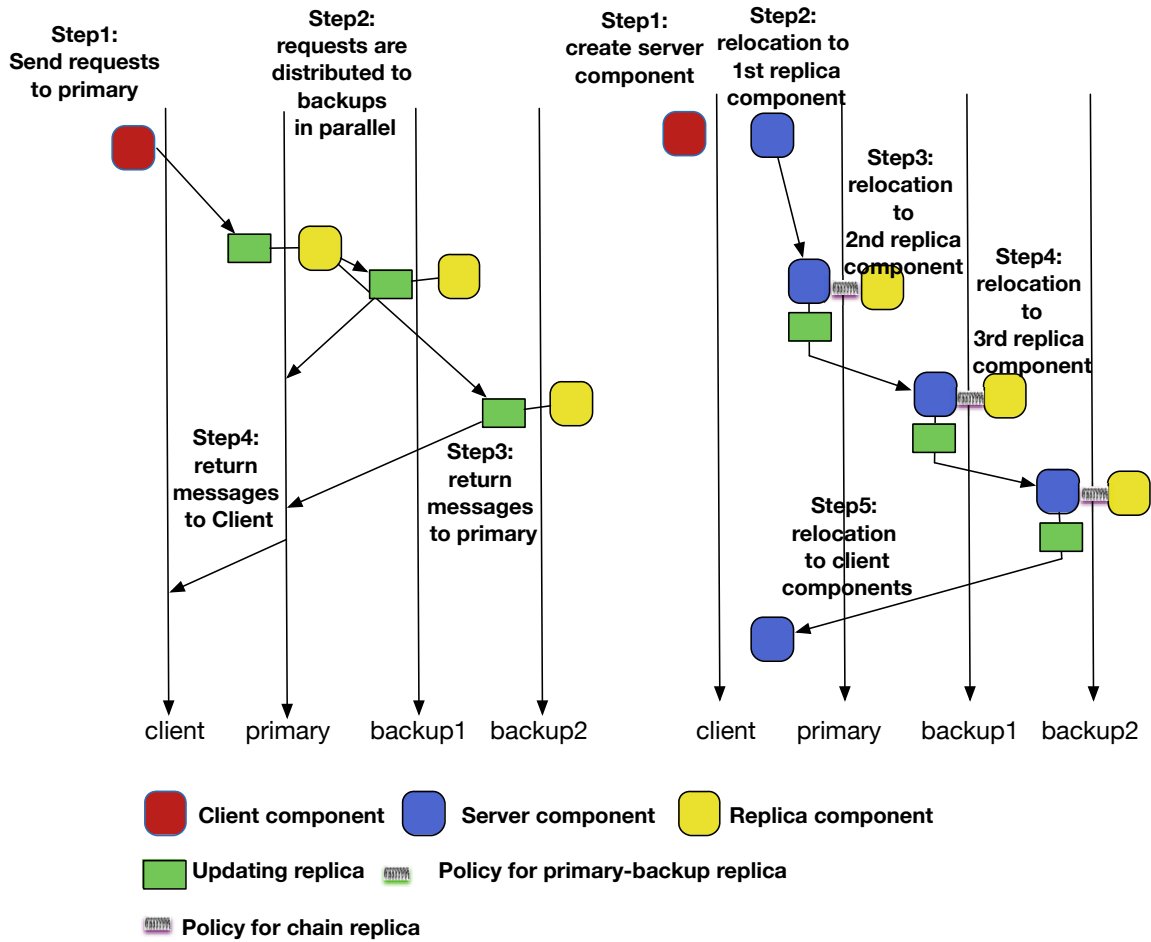 Step1:
Send requests
to primary
Step2:
requests are
distributed to
backups
in parallel
Step4:
return
messages
to Client
Step3:
return
messages
to primary
client
primary
backup1
backup2
Step1:
create server
component
Step2:
relocation to
1st replica
component
Step3:
relocation
to
2nd replica
component
Step4:
relocation
to
3rd replica
component
Step5:
relocation
to client
components
client
primary
backup1
backup2
Client component
Server component
Replica component
Updating replica
Policy for primary-backup replica
Policy for chain replica